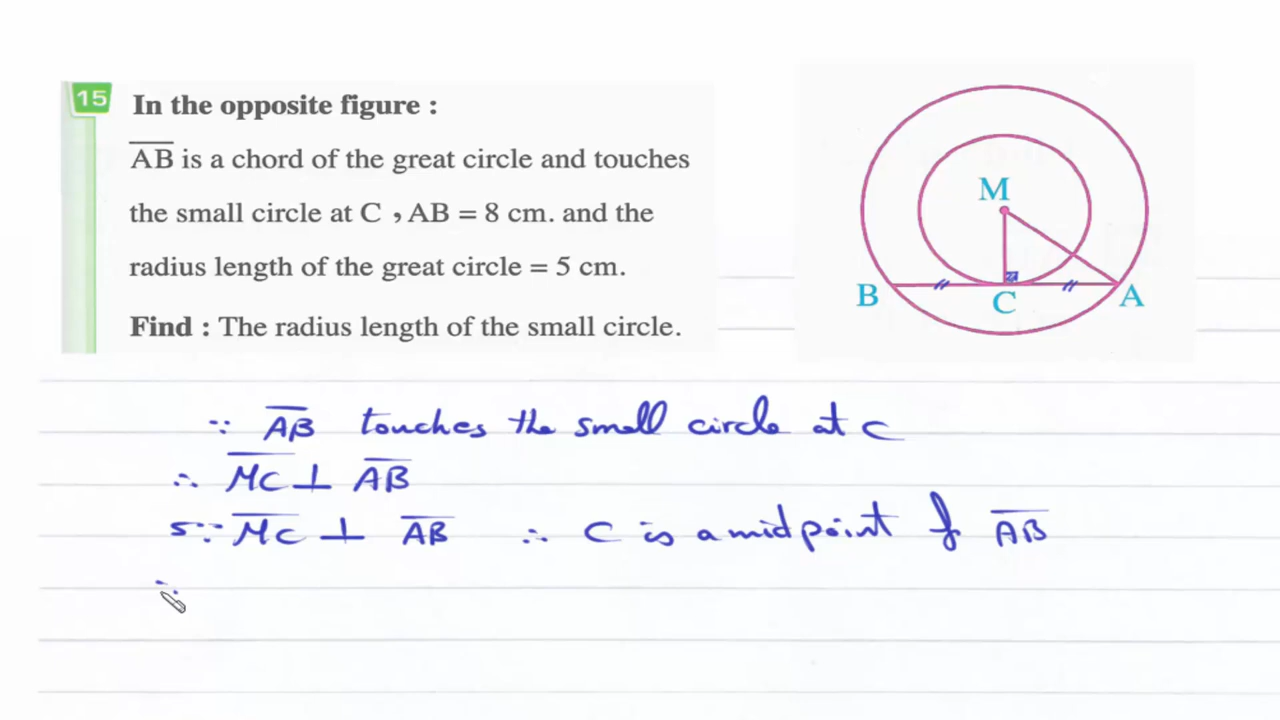 15 In the opposite figure :
AB is a chord of the great circle and touches
the small circle at C , AB = 8 cm. and the
radius length of the great circle = 5 cm.
Find : The radius length of the small circle.
M
B
C
A
∵ AB touches the small circle at C
∴ MC ⊥ AB
, ∵ MC ⊥ AB ∴ C is a midpoint of AB